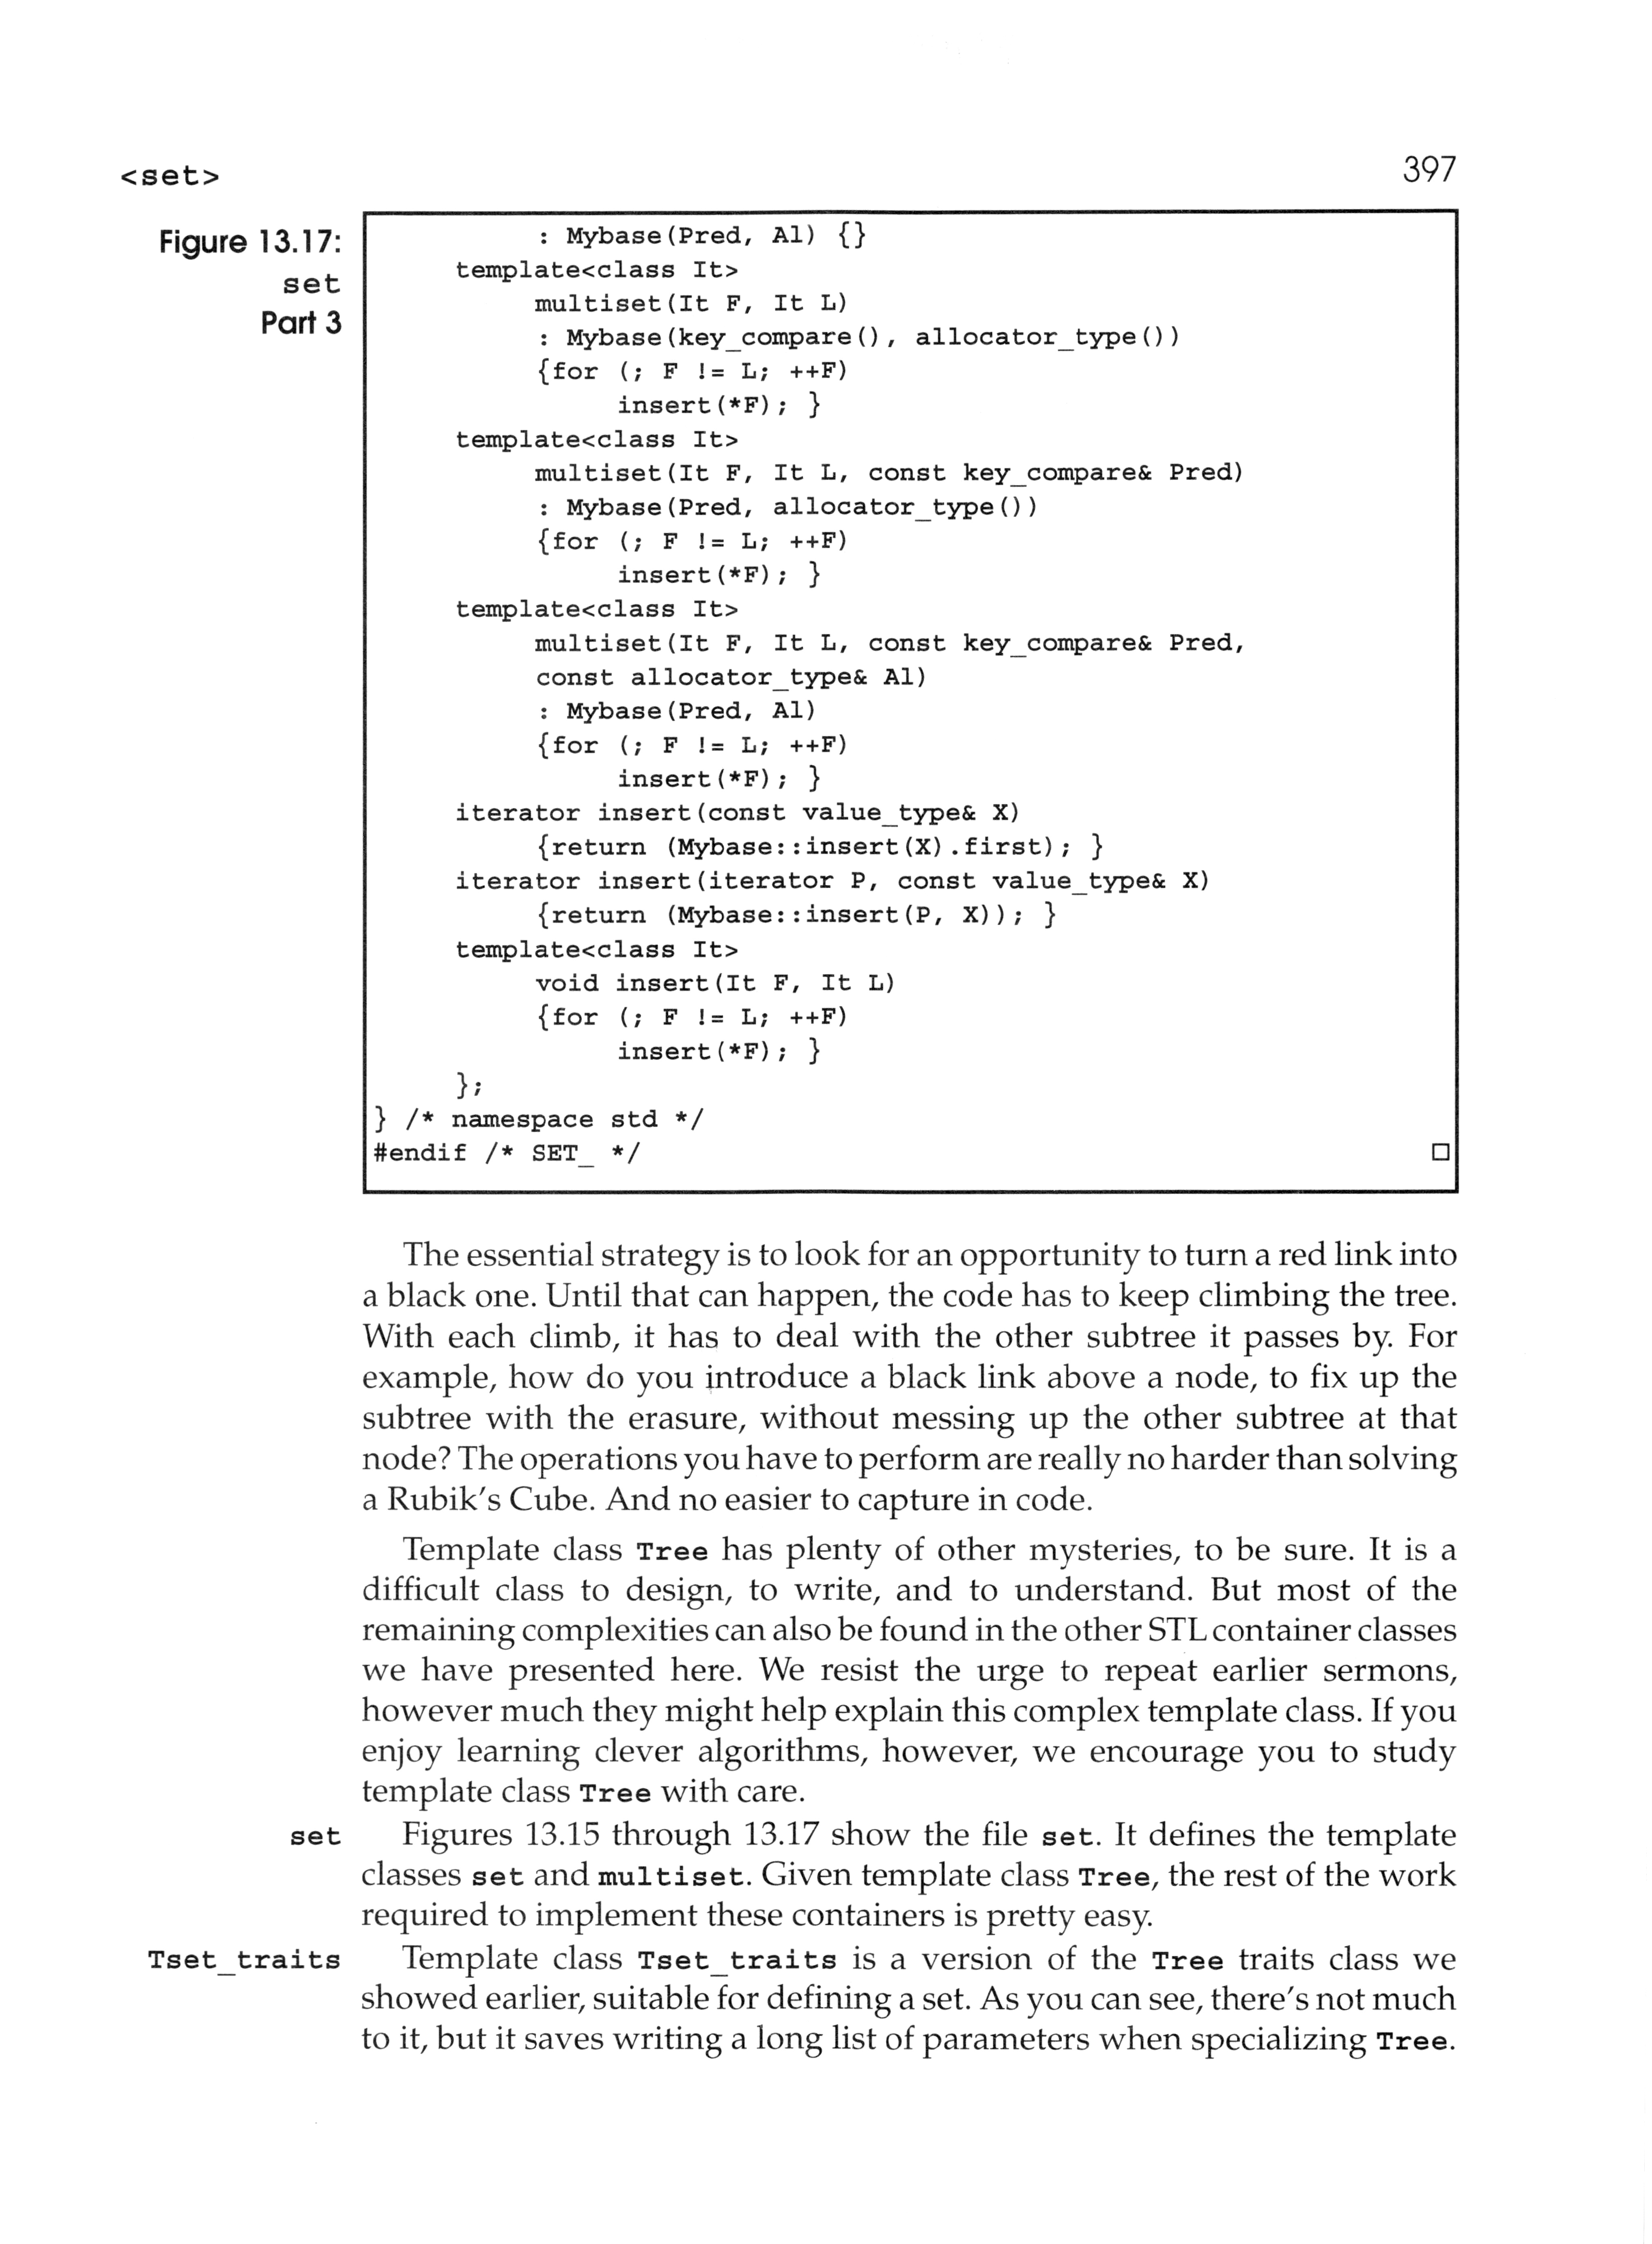 <set>
397
Figure 13.17:
set
Part 3
: Mybase(Pred, Al) {}
template<class It>
multiset(It F, It L)
: Mybase(key_compare(), allocator_type())
{for (; F != L; ++F)
insert(*F); }
template<class It>
multiset(It F, It L, const key_compare& Pred)
: Mybase(Pred, allocator_type())
{for (; F != L; ++F)
insert(*F); }
template<class It>
multiset(It F, It L, const key_compare& Pred,
const allocator_type& Al)
: Mybase(Pred, Al)
{for (; F != L; ++F)
insert(*F); }
iterator insert(const value_type& X)
{return (Mybase::insert(X).first); }
iterator insert(iterator P, const value_type& X)
{return (Mybase::insert(P, X)); }
template<class It>
void insert(It F, It L)
{for (; F != L; ++F)
insert(*F); }
};
} /* namespace std */
#endif /* SET_ */ □
The essential strategy is to look for an opportunity to turn a red link into
a black one. Until that can happen, the code has to keep climbing the tree.
With each climb, it has to deal with the other subtree it passes by. For
example, how do you introduce a black link above a node, to fix up the
subtree with the erasure, without messing up the other subtree at that
node? The operations you have to perform are really no harder than solving
a Rubik's Cube. And no easier to capture in code.
Template class Tree has plenty of other mysteries, to be sure. It is a
difficult class to design, to write, and to understand. But most of the
remaining complexities can also be found in the other STL container classes
we have presented here. We resist the urge to repeat earlier sermons,
however much they might help explain this complex template class. If you
enjoy learning clever algorithms, however, we encourage you to study
template class Tree with care.
set Figures 13.15 through 13.17 show the file set. It defines the template
classes set and multiset. Given template class Tree, the rest of the work
required to implement these containers is pretty easy.
Tset_traits Template class Tset_traits is a version of the Tree traits class we
showed earlier, suitable for defining a set. As you can see, there's not much
to it, but it saves writing a long list of parameters when specializing Tree.